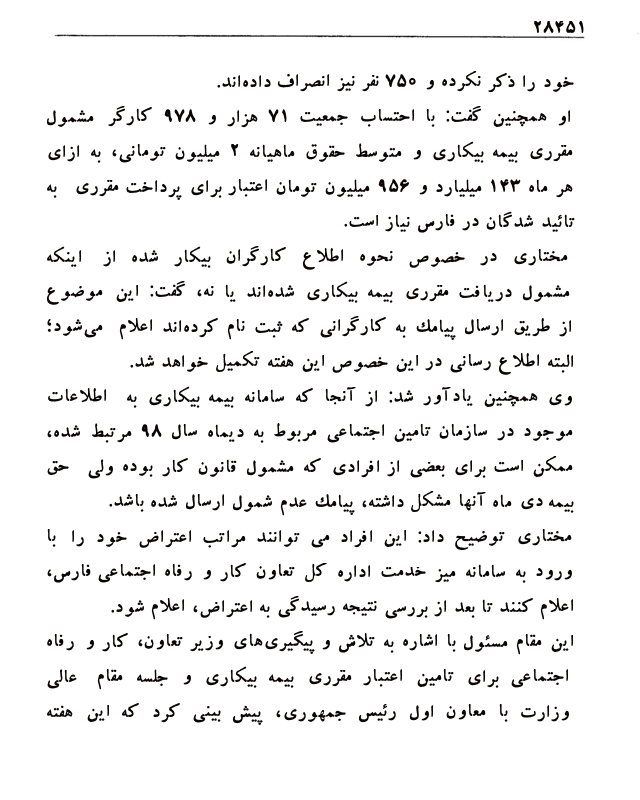 ۲۸۴۵۱
خود را ذکر نکرده و ۷۵۰ نفر نیز انصراف داده‌اند.
او همچنین گفت: با احتساب جمعیت ۷۱ هزار و ۹۷۸ کارگر مشمول
مقرری بیمه بیکاری و متوسط حقوق ماهیانه ۲ میلیون تومانی، به ازای
هر ماه ۱۴۳ میلیارد و ۹۵۶ میلیون تومان اعتبار برای پرداخت مقرری به
تائید شدگان در فارس نیاز است.
مختاری در خصوص نحوه اطلاع کارگران بیکار شده از اینکه
مشمول دریافت مقرری بیمه بیکاری شده‌اند یا نه، گفت: این موضوع
از طریق ارسال پیامك به کارگرانی که ثبت نام کرده‌اند اعلام می‌شود؛
البته اطلاع رسانی در این خصوص این هفته تکمیل خواهد شد.
وی همچنین یادآور شد: از آنجا که سامانه بیمه بیکاری به اطلاعات
موجود در سازمان تامین اجتماعی مربوط به دیماه سال ۹۸ مرتبط شده،
ممکن است برای بعضی از افرادی که مشمول قانون کار بوده ولی حق
بیمه دی ماه آنها مشکل داشته، پیامك عدم شمول ارسال شده باشد.
مختاری توضیح داد: این افراد می توانند مراتب اعتراض خود را با
ورود به سامانه میز خدمت اداره کل تعاون کار و رفاه اجتماعی فارس،
اعلام کنند تا بعد از بررسی نتیجه رسیدگی به اعتراض، اعلام شود.
این مقام مسئول با اشاره به تلاش و پیگیری‌های وزیر تعاون، کار و رفاه
اجتماعی برای تامین اعتبار مقرری بیمه بیکاری و جلسه مقام عالی
وزارت با معاون اول رئیس جمهوری، پیش بینی کرد که این هفته